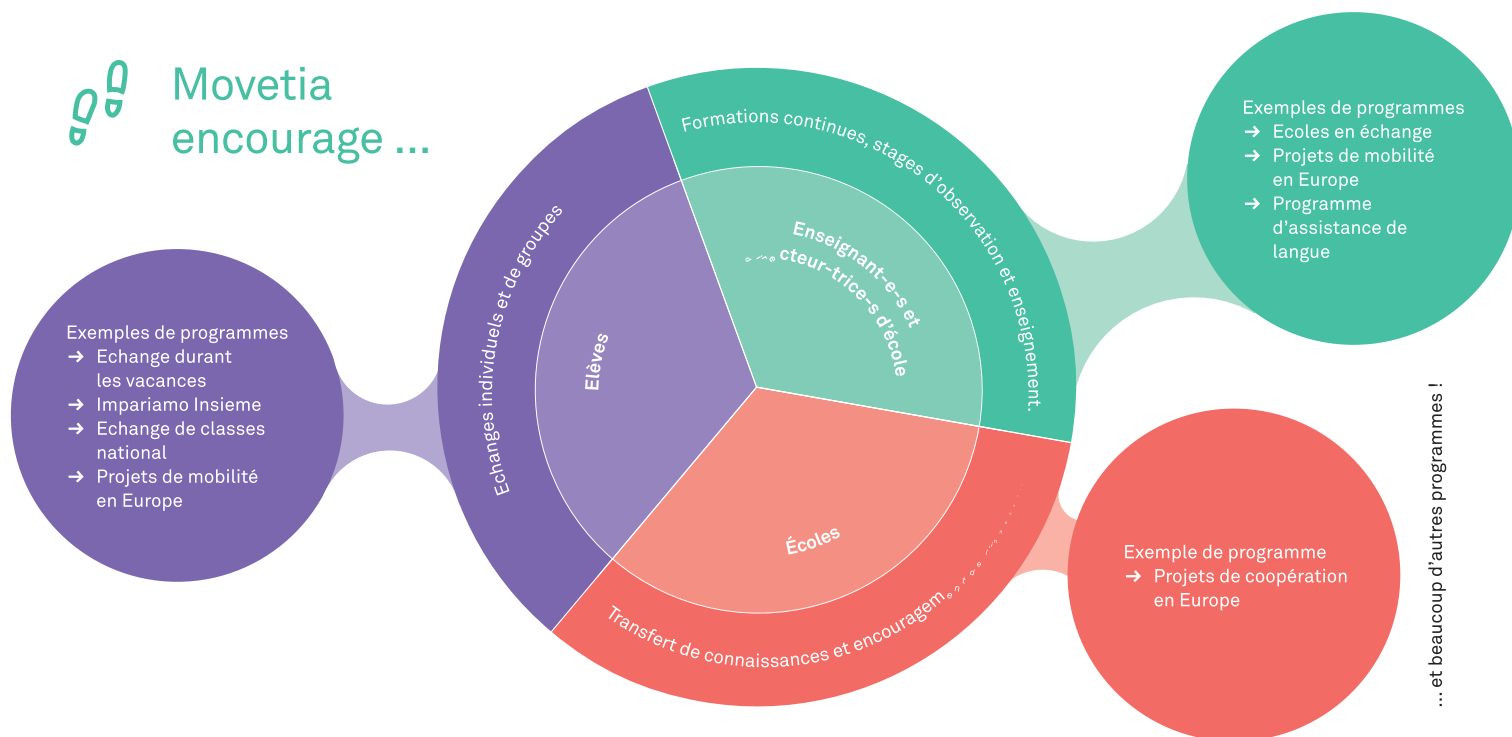 Movetia
encourage ...
Exemples de programmes
→ Echange durant
les vacances
→ Impariamo Insieme
→ Echange de classes
national
→ Projets de mobilité
en Europe
Echanges individuels et de groupes
Elèves
Formations continues, stages d'observation et enseignement.
Enseignant-e-s et
cteur-trice-s d'école
Écoles
Transfert de connaissances et encouragem
Exemples de programmes
→ Ecoles en échange
→ Projets de mobilité
en Europe
→ Programme
d'assistance de
langue
Exemple de programme
→ Projets de coopération
en Europe
... et beaucoup d'autres programmes !